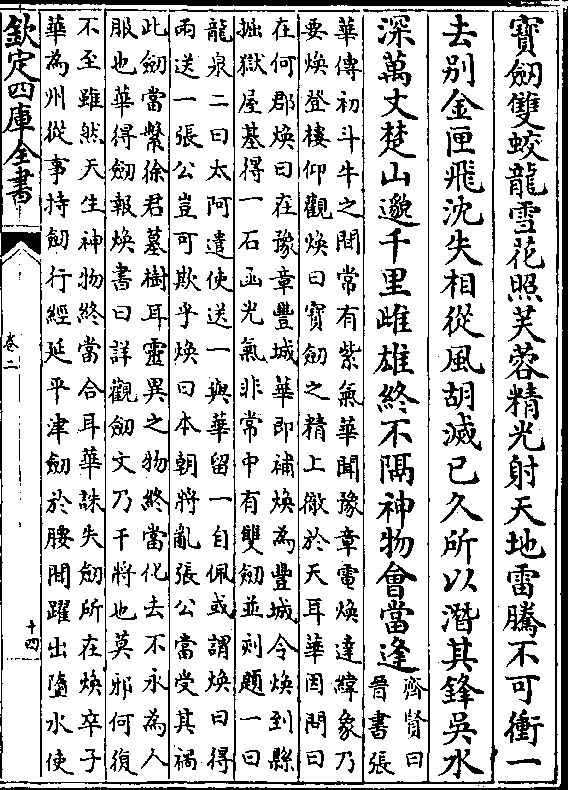 寶劒雙蛟龍雪花照芙蓉精光射天地雷騰不可衝一
去别金匣飛沈失相從風胡滅已久所以潛其鋒吳水
深萬丈楚山邈千里雌雄終不隔神物會當逢
齊賢曰
晉書張
華傳初斗牛之間常有紫氣華聞豫章雷煥達緯象乃
要煥登樓仰觀煥曰寶劒之精上徹於天耳華因問曰
在何郡煥曰在豫章豐城華即補煥為豐城令煥到縣
掘獄屋基得一石函光氣非常中有雙劒並刻題一曰
龍泉二曰太阿遣使送一與華留一自佩或謂煥曰得
兩送一張公豈可欺乎煥曰本朝將亂張公當受其禍
此劒當繫徐君墓樹耳靈異之物終當化去不永為人
服也華得劒報煥書曰詳觀劒文乃干將也莫邪何復
不至雖然天生神物終當合耳華誅失劒所在煥卒子
華為州從事持劒行經延平津劒於腰間躍出墮水使
欽定四庫全書
卷二
十四